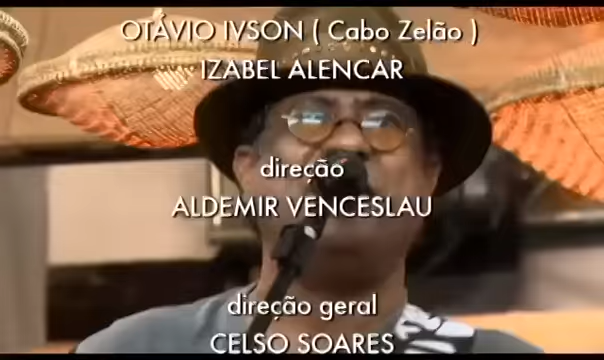 OTÁVIO IVSON ( Cabo Zelão )
IZABEL ALENCAR
direção
ALDEMIR VENCESLAU
direção geral
CELSO SOARES